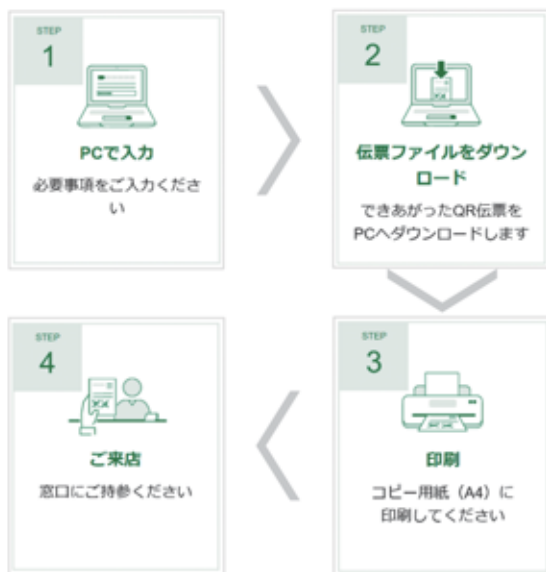 STEP
1
PCで入力
必要事項をご入力くださ
い
STEP
2
伝票ファイルをダウン
ロード
できあがったQR伝票を
PCへダウンロードします
STEP
3
印刷
コピー用紙（A4）に
印刷してください
STEP
4
ご来店
窓口にご持参ください